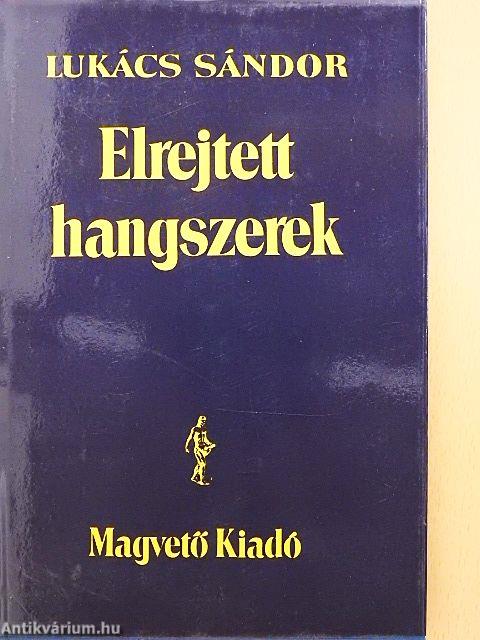 LUKÁCS SÁNDOR
Elrejtett
hangszerek
Magvető Kiadó
Antikvárium.hu